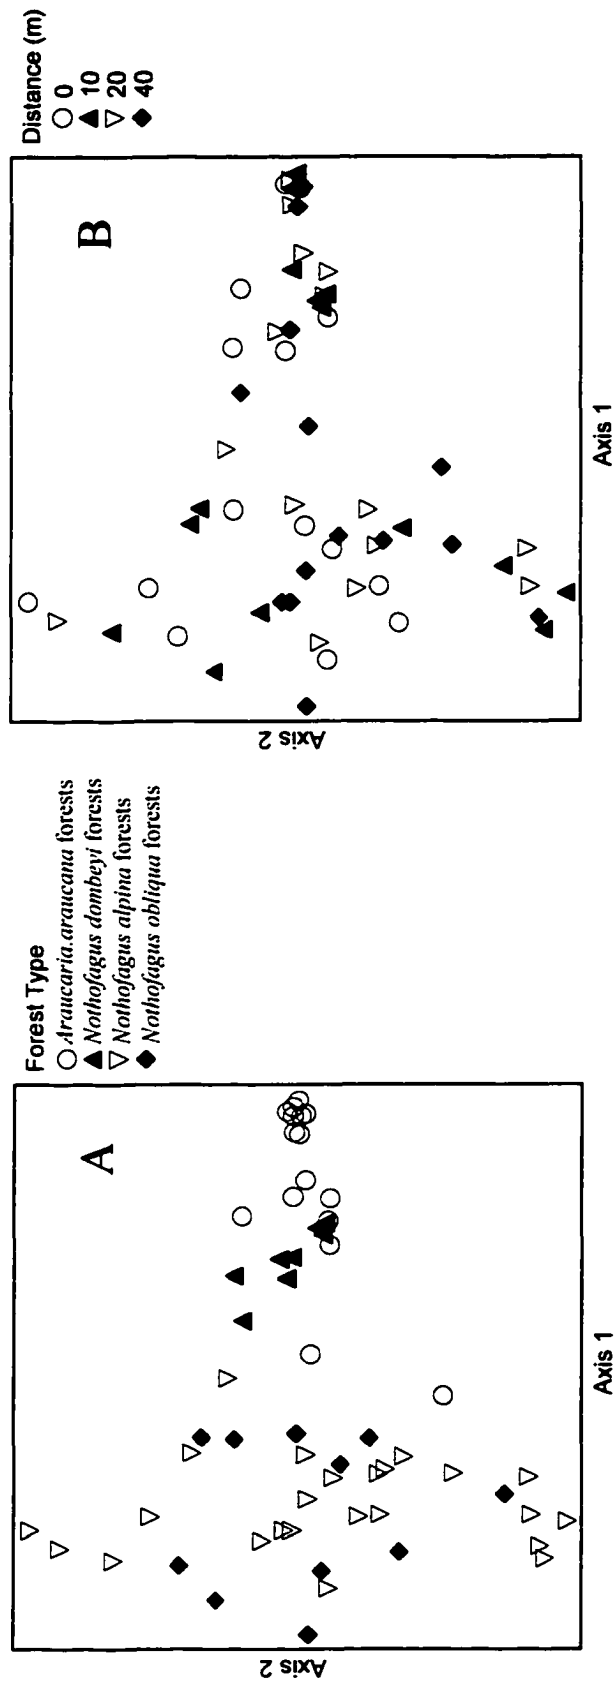 A
Axis 2
Axis 1
Forest Type
Araucaria.araucana forests
Nothofagus dombeyi forests
Nothofagus alpina forests
Nothofagus obliqua forests
B
Axis 2
Axis 1
Distance (m)
0
10
20
40